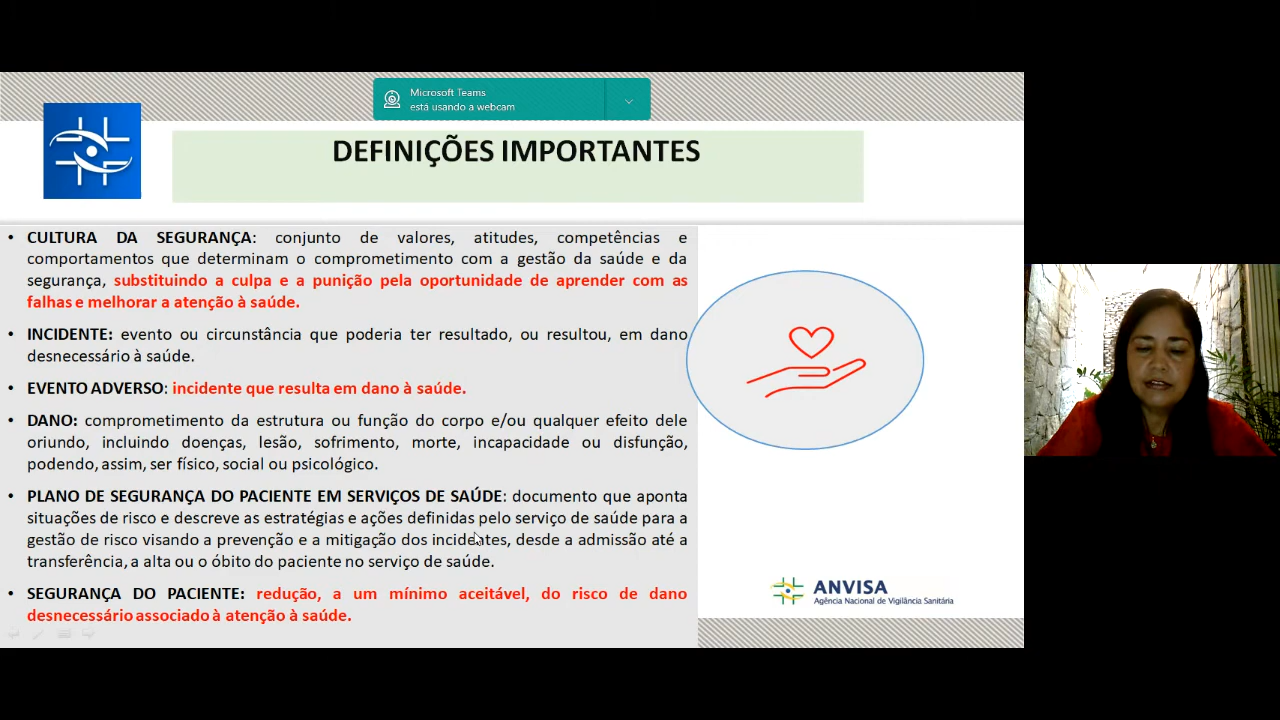 Microsoft Teams
está usando a webcam
DEFINIÇÕES IMPORTANTES
• CULTURA DA SEGURANÇA: conjunto de valores, atitudes, competências e
comportamentos que determinam o comprometimento com a gestão da saúde e da
segurança, substituindo a culpa e a punição pela oportunidade de aprender com as
falhas e melhorar a atenção à saúde.
• INCIDENTE: evento ou circunstância que poderia ter resultado, ou resultou, em dano
desnecessário à saúde.
• EVENTO ADVERSO: incidente que resulta em dano à saúde.
• DANO: comprometimento da estrutura ou função do corpo e/ou qualquer efeito dele
oriundo, incluindo doenças, lesão, sofrimento, morte, incapacidade ou disfunção,
podendo, assim, ser físico, social ou psicológico.
• PLANO DE SEGURANÇA DO PACIENTE EM SERVIÇOS DE SAÚDE: documento que aponta
situações de risco e descreve as estratégias e ações definidas pelo serviço de saúde para a
gestão de risco visando a prevenção e a mitigação dos incidentes, desde a admissão até a
transferência, a alta ou o óbito do paciente no serviço de saúde.
• SEGURANÇA DO PACIENTE: redução, a um mínimo aceitável, do risco de dano
desnecessário associado à atenção à saúde.
ANVISA
Agência Nacional de Vigilância Sanitária